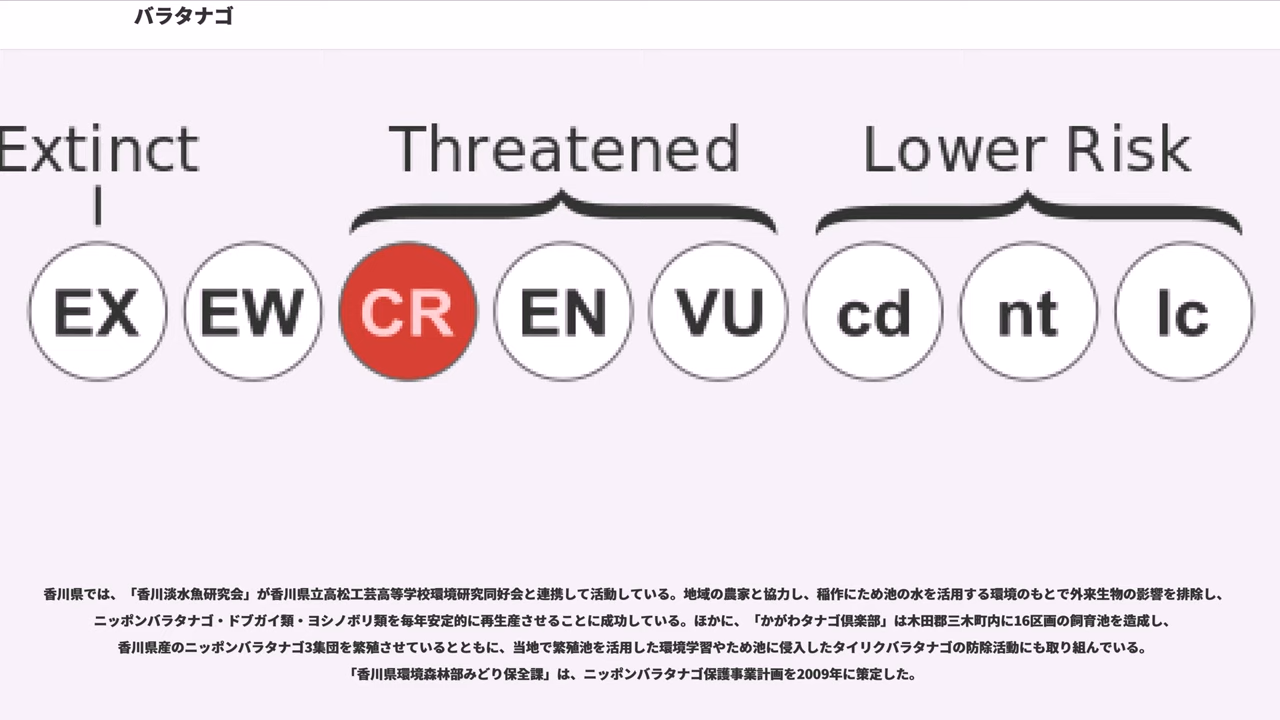 バラタナゴ
Extinct
Threatened
Lower Risk
EX EW CR EN VU cd nt lc
香川県では、「香川淡水魚研究会」が香川県立高松工芸高等学校環境研究同好会と連携して活動している。地域の農家と協力し、稲作にため池の水を活用する環境のもとで外来生物の影響を排除し、
ニッポンバラタナゴ・ドブガイ類・ヨシノボリ類を毎年安定的に再生産させることに成功している。ほかに、「かがわタナゴ倶楽部」は木田郡三木町内に16区画の飼育池を造成し、
香川県産のニッポンバラタナゴ3集団を繁殖させているとともに、当地で繁殖池を活用した環境学習やため池に侵入したタイリクバラタナゴの防除活動にも取り組んでいる。
「香川県環境森林部みどり保全課」は、ニッポンバラタナゴ保護事業計画を2009年に策定した。